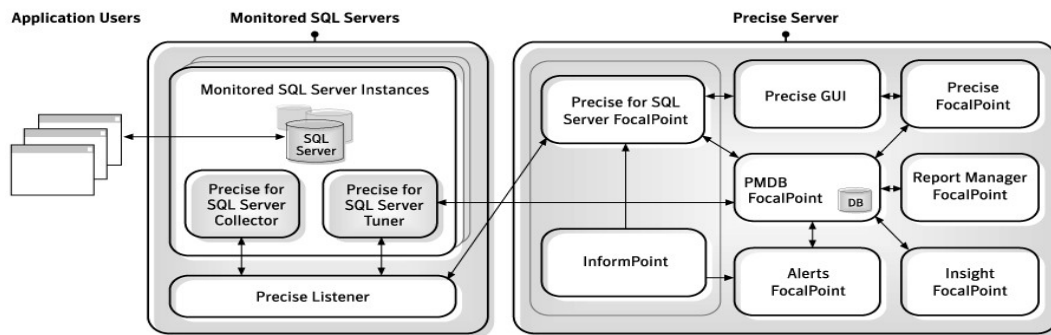 Application Users
Monitored SQL Servers
Precise Server
Monitored SQL Server Instances
SQL
Server
Precise for
SQL Server
Collector
Precise for
SQL Server
Tuner
Precise Listener
Precise for SQL
Server FocalPoint
Precise GUI
Precise
FocalPoint
PMDB
FocalPoint
DB
Report Manager
FocalPoint
InformPoint
Alerts
FocalPoint
Insight
FocalPoint